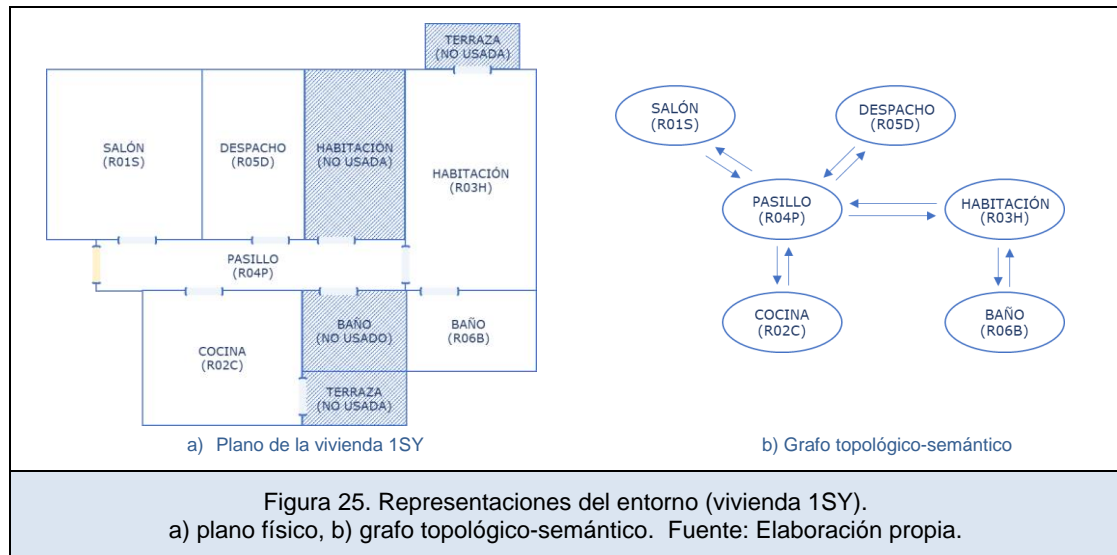 TERRAZA
(NO USADA)
SALÓN
(R01S)
DESPACHO
(R05D)
HABITACIÓN
(NO USADA)
HABITACIÓN
(R03H)
PASILLO
(R04P)
COCINA
(R02C)
BAÑO
(NO USADO)
BAÑO
(R06B)
TERRAZA
(NO USADA)
a) Plano de la vivienda 1SY
SALÓN
(R01S)
DESPACHO
(R05D)
PASILLO
(R04P)
HABITACIÓN
(R03H)
COCINA
(R02C)
BAÑO
(R06B)
b) Grafo topológico-semántico
Figura 25. Representaciones del entorno (vivienda 1SY).
a) plano físico, b) grafo topológico-semántico. Fuente: Elaboración propia.